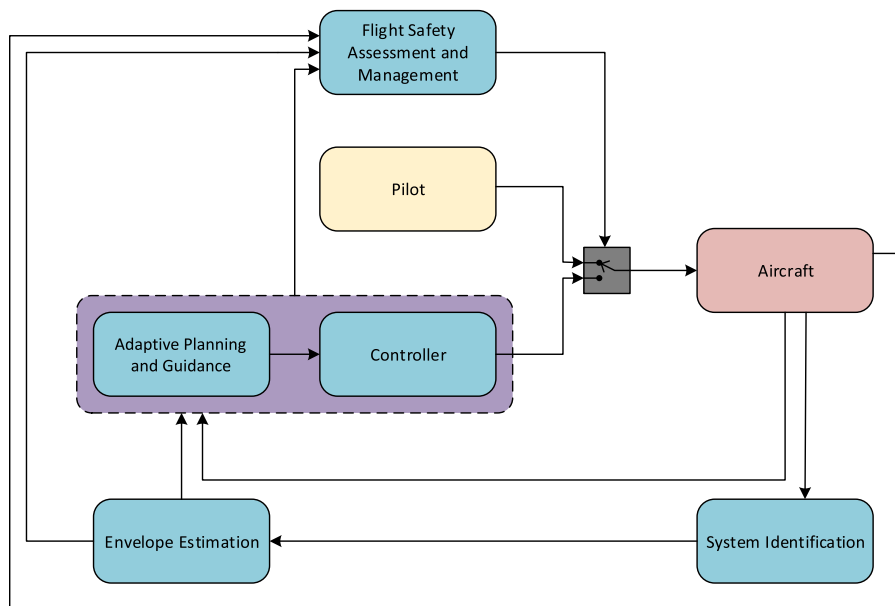 Flight Safety
Assessment and
Management
Pilot
Aircraft
Adaptive Planning
and Guidance
Controller
Envelope Estimation
System Identification